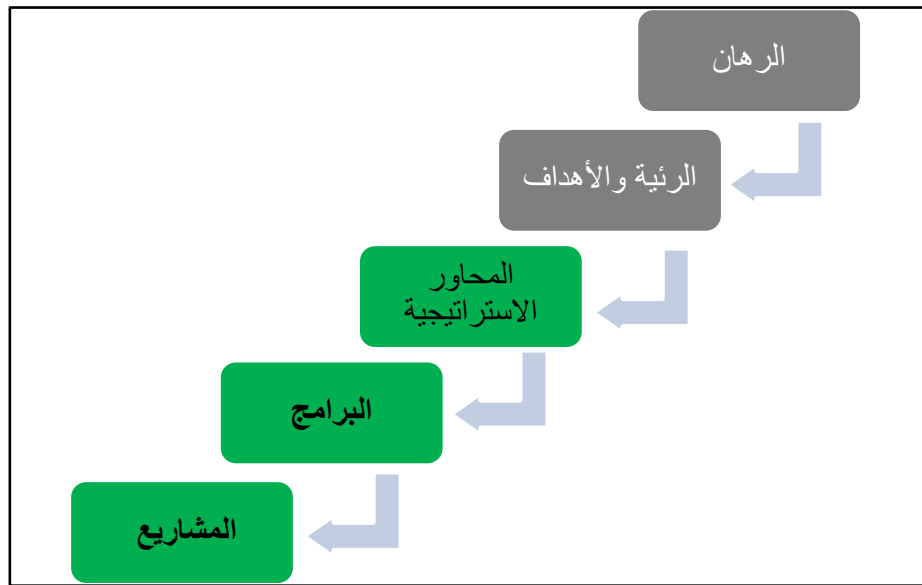 الرهان
الرئية والأهداف
المحاور
الاستراتيجية
البرامج
المشاريع